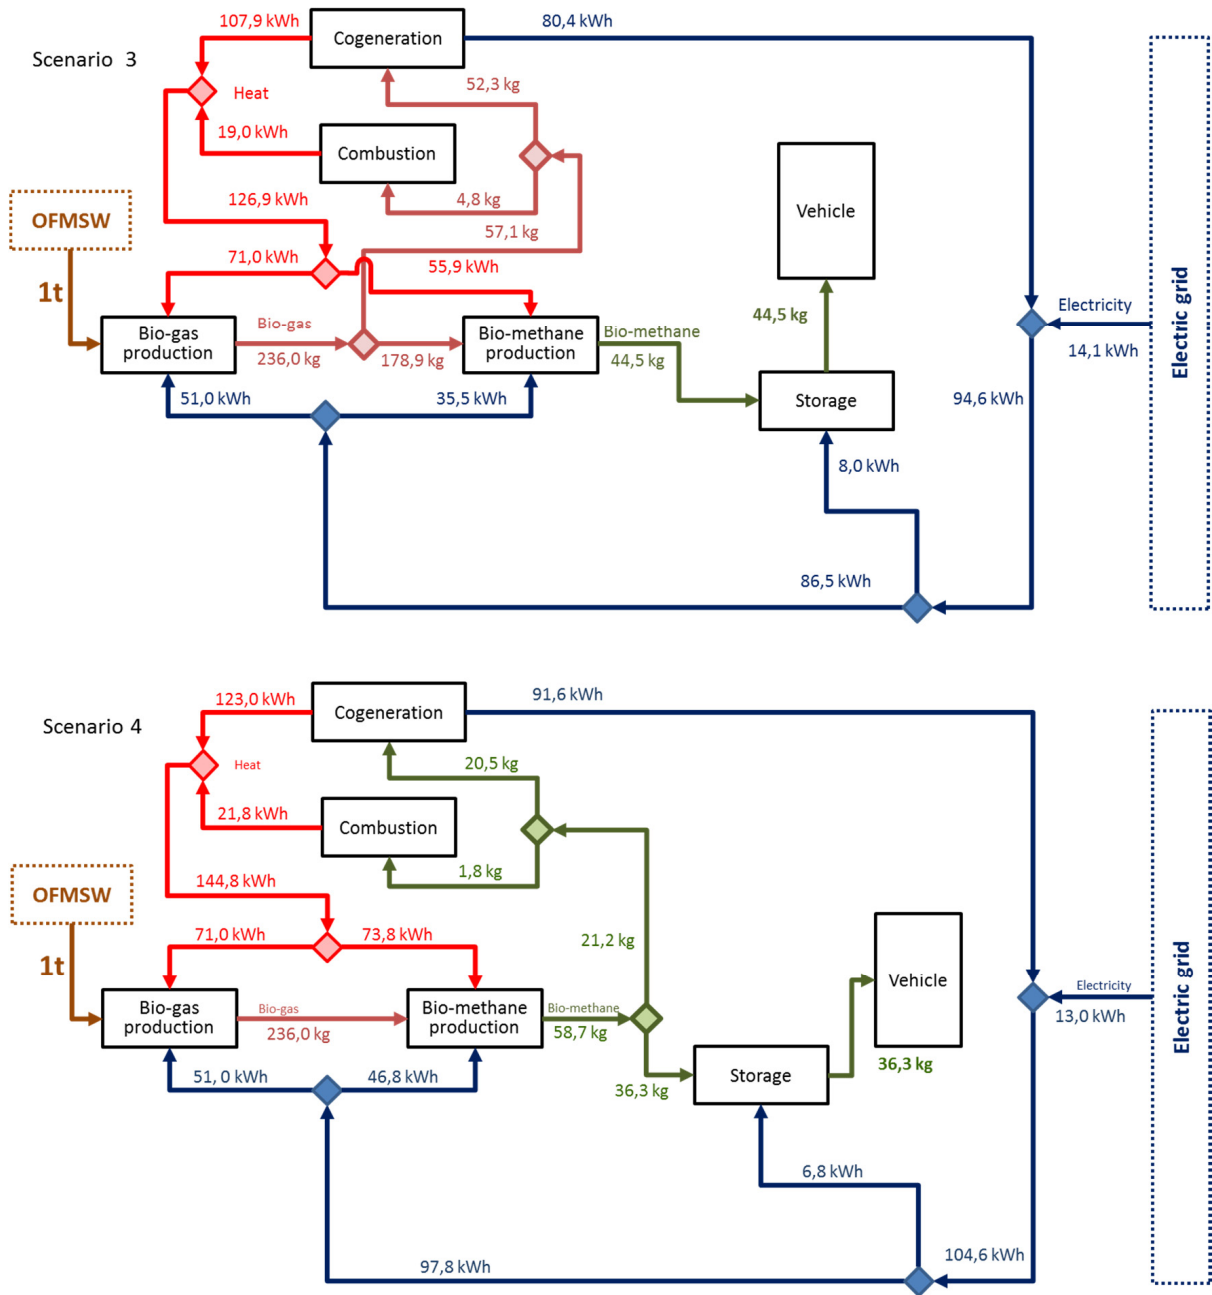 107,9 kWh
Cogeneration
80,4 kWh
Scenario 3
Heat
52,3 kg
19,0 kWh
Combustion
126,9 kWh
4,8 kg
57,1 kg
Vehicle
OFMSW
71,0 kWh
55,9 kWh
1t
44,5 kg
Electricity
14,1 kWh
Electric grid
Bio-gas
production
Bio-gas
236,0 kg
178,9 kg
Bio-methane
production
Bio-methane
44,5 kg
51,0 kWh
35,5 kWh
Storage
94,6 kWh
8,0 kWh
86,5 kWh
123,0 kWh
Cogeneration
91,6 kWh
Scenario 4
Heat
20,5 kg
21,8 kWh
Combustion
1,8 kg
OFMSW
144,8 kWh
71,0 kWh
73,8 kWh
21,2 kg
1t
Vehicle
Electricity
13,0 kWh
Electric grid
Bio-gas
production
Bio-gas
236,0 kg
Bio-methane
production
Bio-methane
58,7 kg
51,0 kWh
46,8 kWh
36,3 kg
Storage
36,3 kg
6,8 kWh
97,8 kWh
104,6 kWh